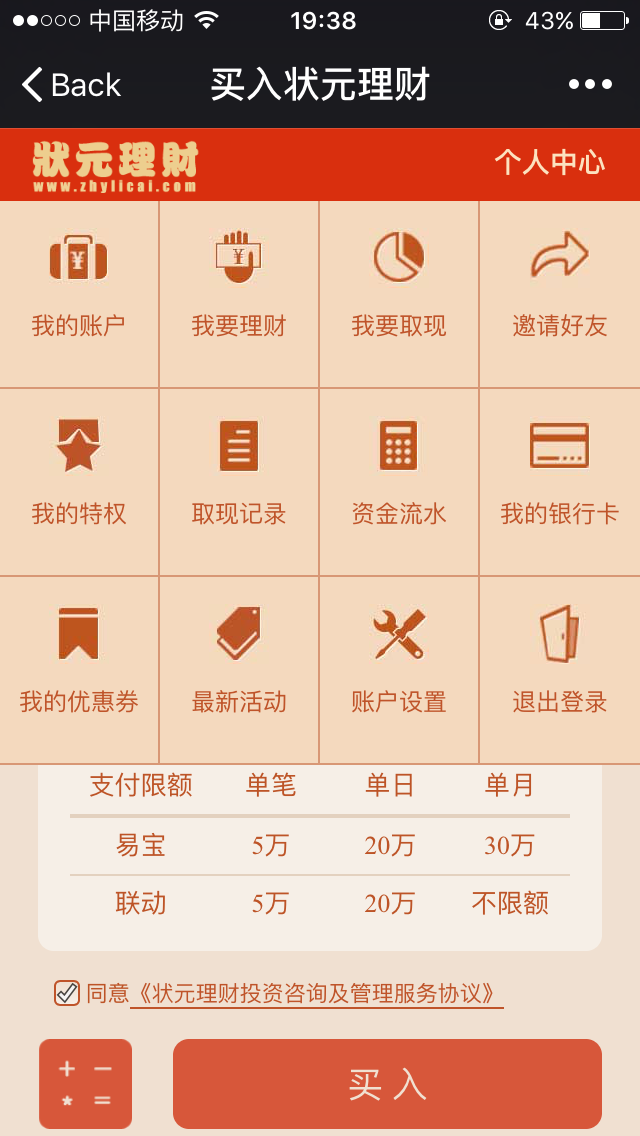 中国移动 19:38 43%
Back 买入状元理财
狀元理财 个人中心
www.zhylicai.com
我的账户 我要理财 我要取现 邀请好友
我的特权 取现记录 资金流水 我的银行卡
我的优惠券 最新活动 账户设置 退出登录
支付限额 单笔 单日 单月
易宝 5万 20万 30万
联动 5万 20万 不限额
同意《状元理财投资咨询及管理服务协议》
+ −
* = 买入